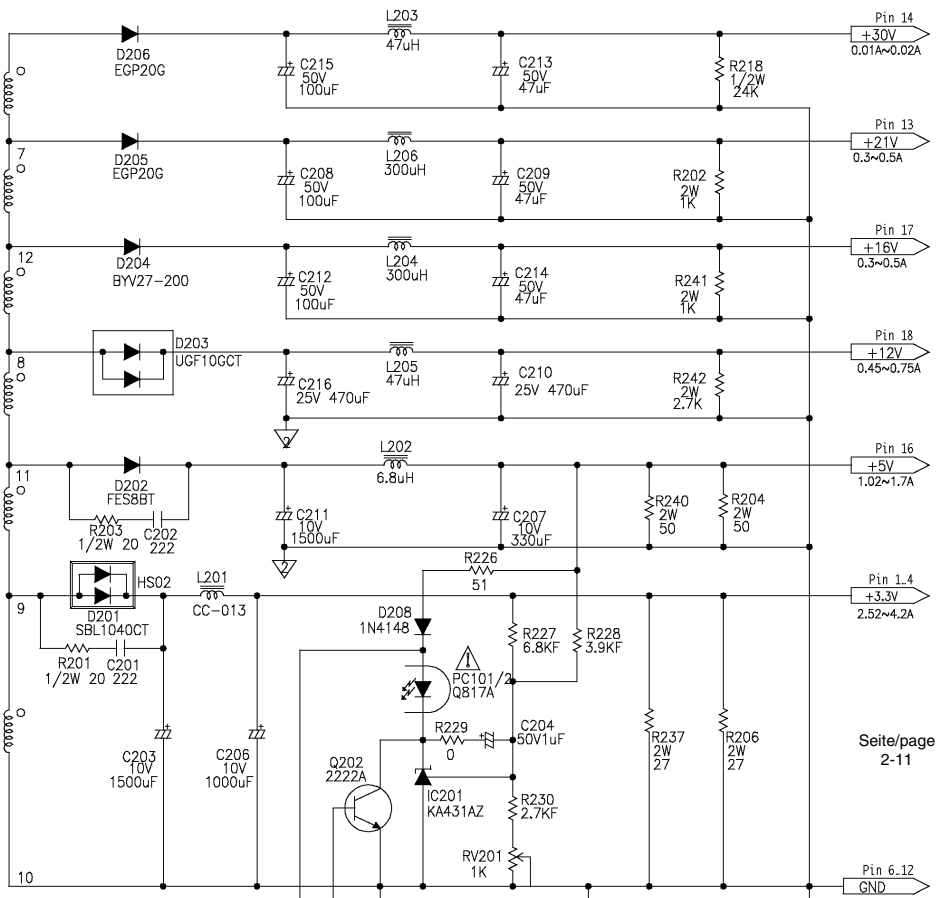 L203
47uH
Pin 14
+30V
0.01A~0.02A
D206
EGP20G
C215
50V
100uF
C213
50V
47uF
R218
1/2W
24K
7
D205
EGP20G
L206
300uH
Pin 13
+21V
0.3~0.5A
C208
50V
100uF
C209
50V
47uF
R202
2W
1K
12
D204
BYV27-200
L204
300uH
Pin 17
+16V
0.3~0.5A
C212
50V
100uF
C214
50V
47uF
R241
2W
1K
8
D203
UGF10GCT
L205
47uH
Pin 18
+12V
0.45~0.75A
C216
25V 470uF
C210
25V 470uF
R242
2W
2.7K
2
11
D202
FES8BT
L202
6.8uH
Pin 16
+5V
1.02~1.7A
R203
1/2W 20
C202
222
C211
10V
1500uF
C207
10V
330uF
R240
2W
50
R204
2W
50
2
R226
51
9
HS02
D201
SBL1040CT
L201
CC-013
Pin 1..4
+3.3V
2.52~4.2A
R201
1/2W 20
C201
222
D208
1N4148
R227
6.8KF
R228
3.9KF
PC101/2
Q817A
C203
10V
1500uF
C206
10V
1000uF
R229
0
C204
50V1uF
R237
2W
27
R206
2W
27
Seite/page
2-11
Q202
2222A
IC201
KA431AZ
R230
2.7KF
RV201
1K
10
Pin 6..12
GND